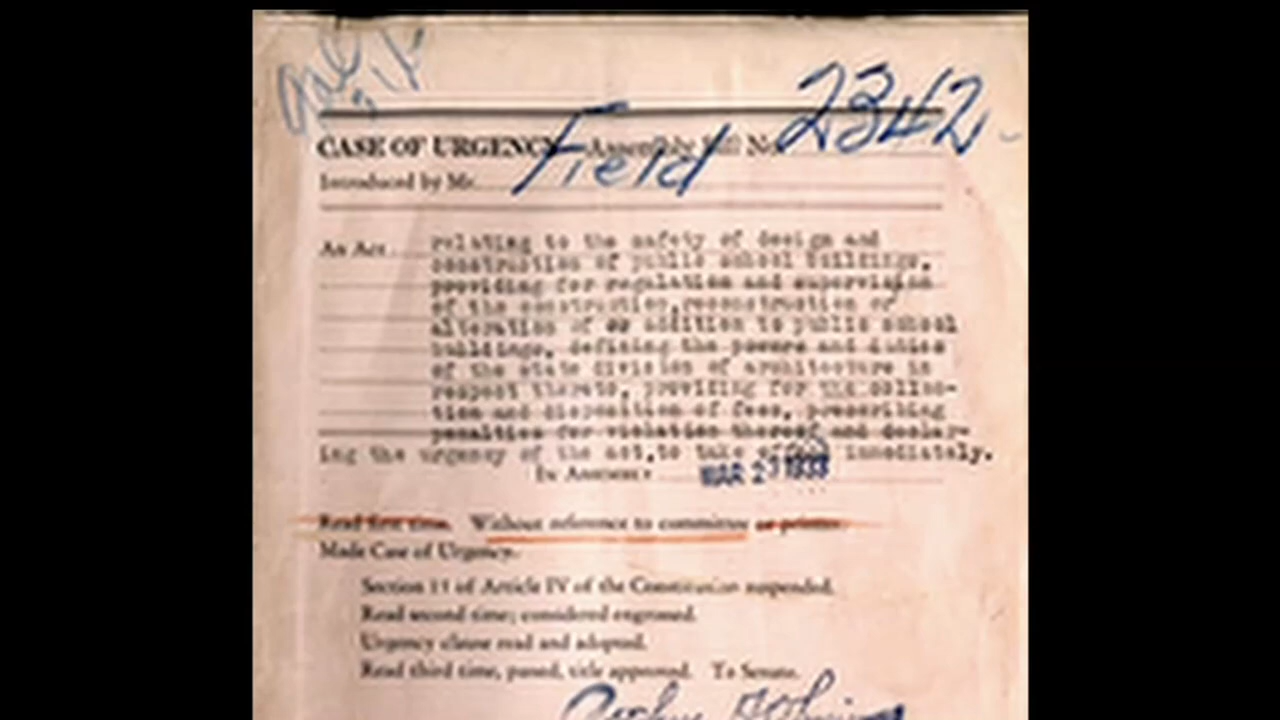 2342
CASE OF URGENCY Assembly Bill No.
Introduced by Mr. Field
An Act relating to the safety of design and
construction of public school buildings,
providing for regulation and supervision
of the construction, reconstruction or
alteration of or addition to public school
buildings, defining the powers and duties
of the state division of architecture in
respect thereto, providing for the collec-
tion and disposition of fees, prescribing
penalties for violation thereof and declar-
ing the urgency of the act, to take effect immediately.
In Assembly MAR 27 1933
Read first time. Without reference to committee or printer.
Made Case of Urgency.
Section 15 of Article IV of the Constitution suspended.
Read second time; considered engrossed.
Urgency clause read and adopted.
Read third time, passed, title approved. To Senate.